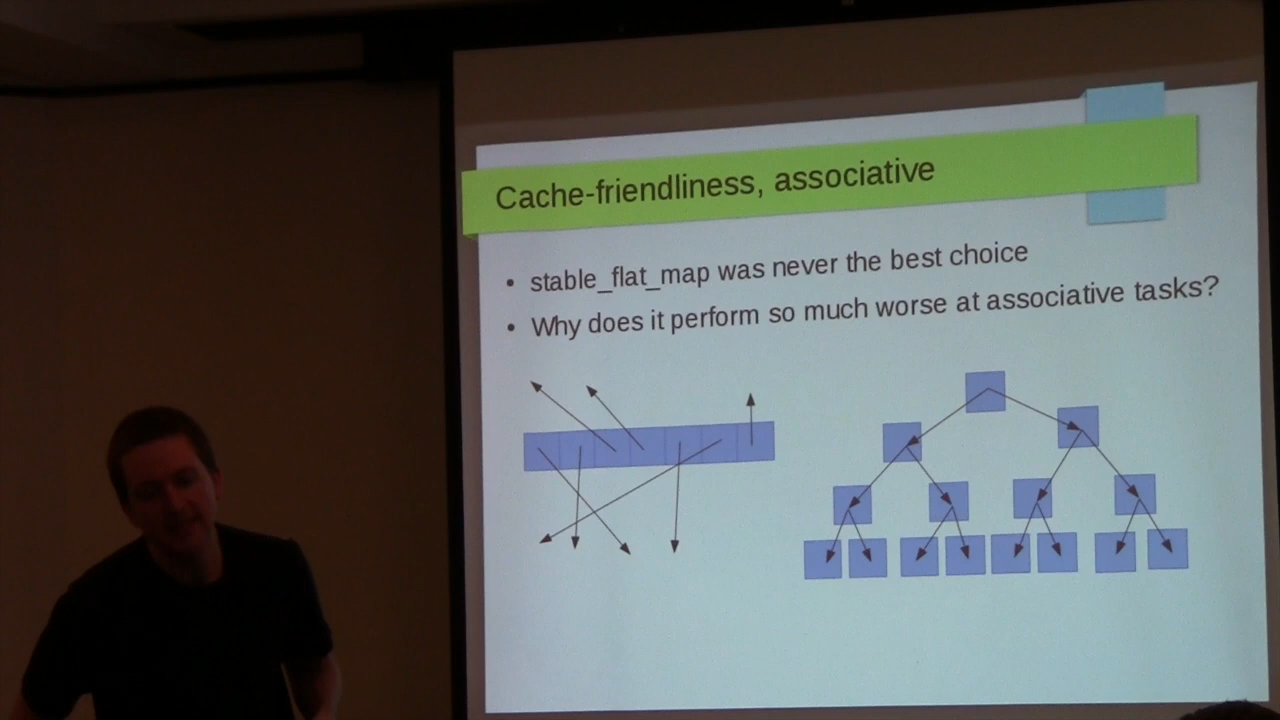 Cache-friendliness, associative
• stable_flat_map was never the best choice
• Why does it perform so much worse at associative tasks?